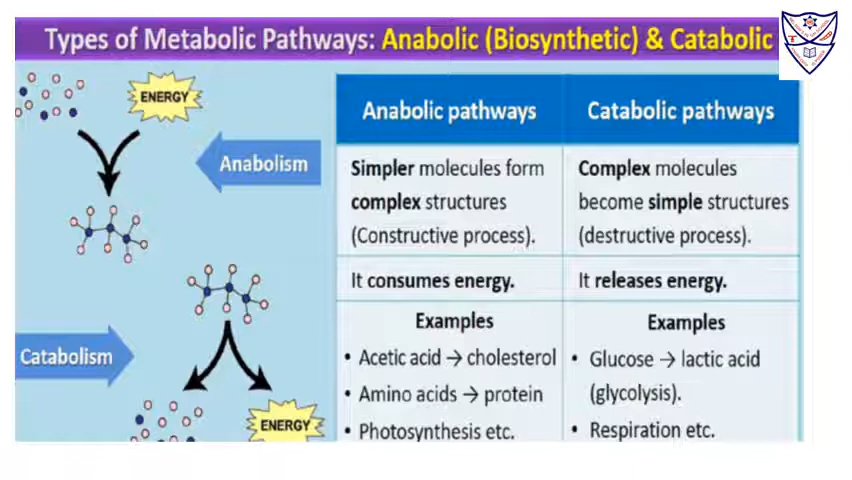 Types of Metabolic Pathways: Anabolic (Biosynthetic) & Catabolic
ENERGY
Anabolism
Catabolism
ENERGY
Anabolic pathways
Catabolic pathways
Simpler molecules form
complex structures
(Constructive process).
Complex molecules
become simple structures
(destructive process).
It consumes energy.
It releases energy.
Examples
• Acetic acid → cholesterol
• Amino acids → protein
• Photosynthesis etc.
Examples
• Glucose → lactic acid
(glycolysis).
• Respiration etc.